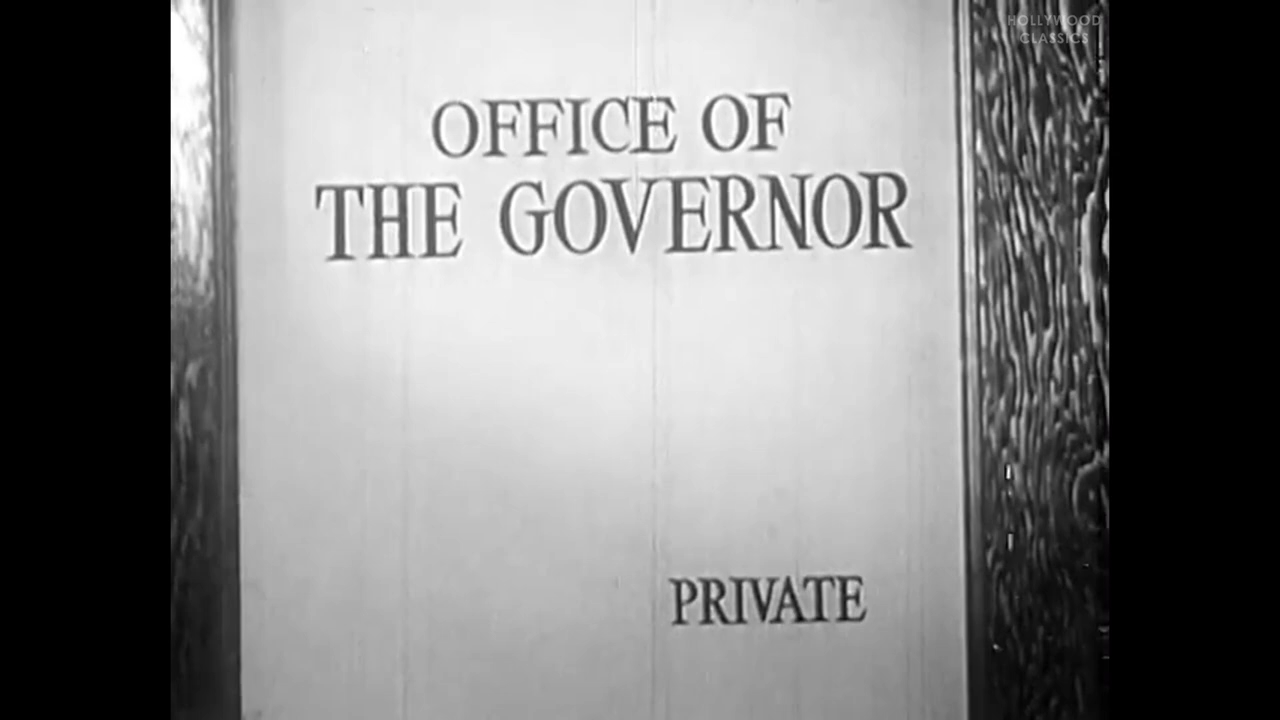 HOLLYWOOD
CLASSICS
OFFICE OF
THE GOVERNOR
PRIVATE